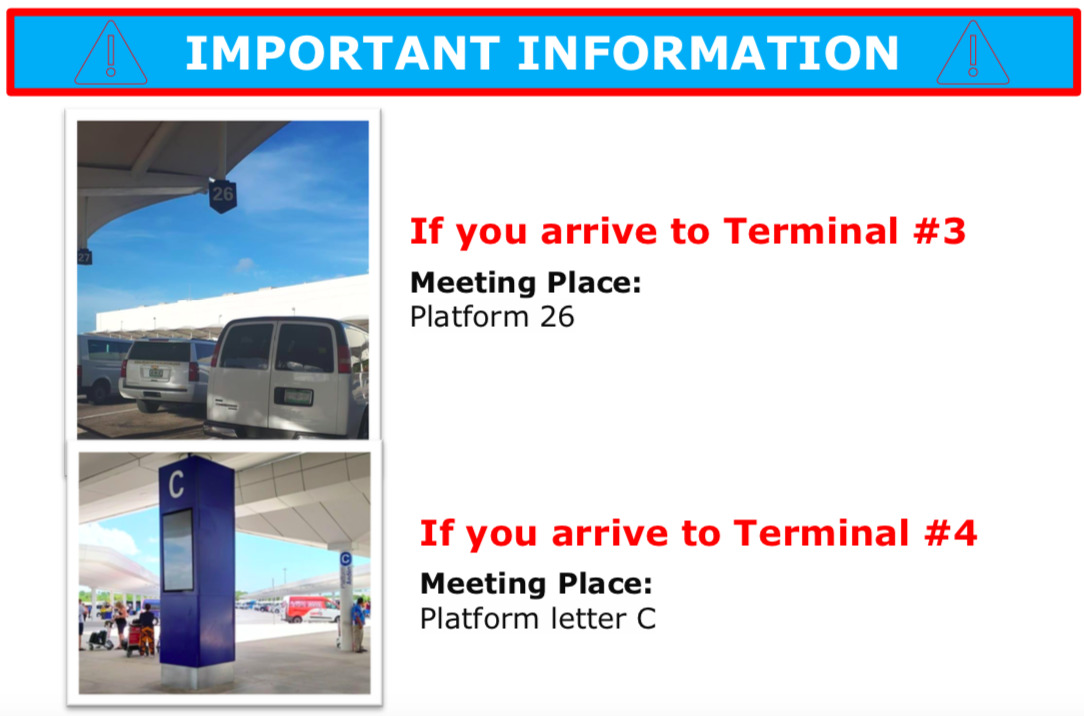 IMPORTANT INFORMATION
26
27
If you arrive to Terminal #3
Meeting Place:
Platform 26
C
C
If you arrive to Terminal #4
Meeting Place:
Platform letter C